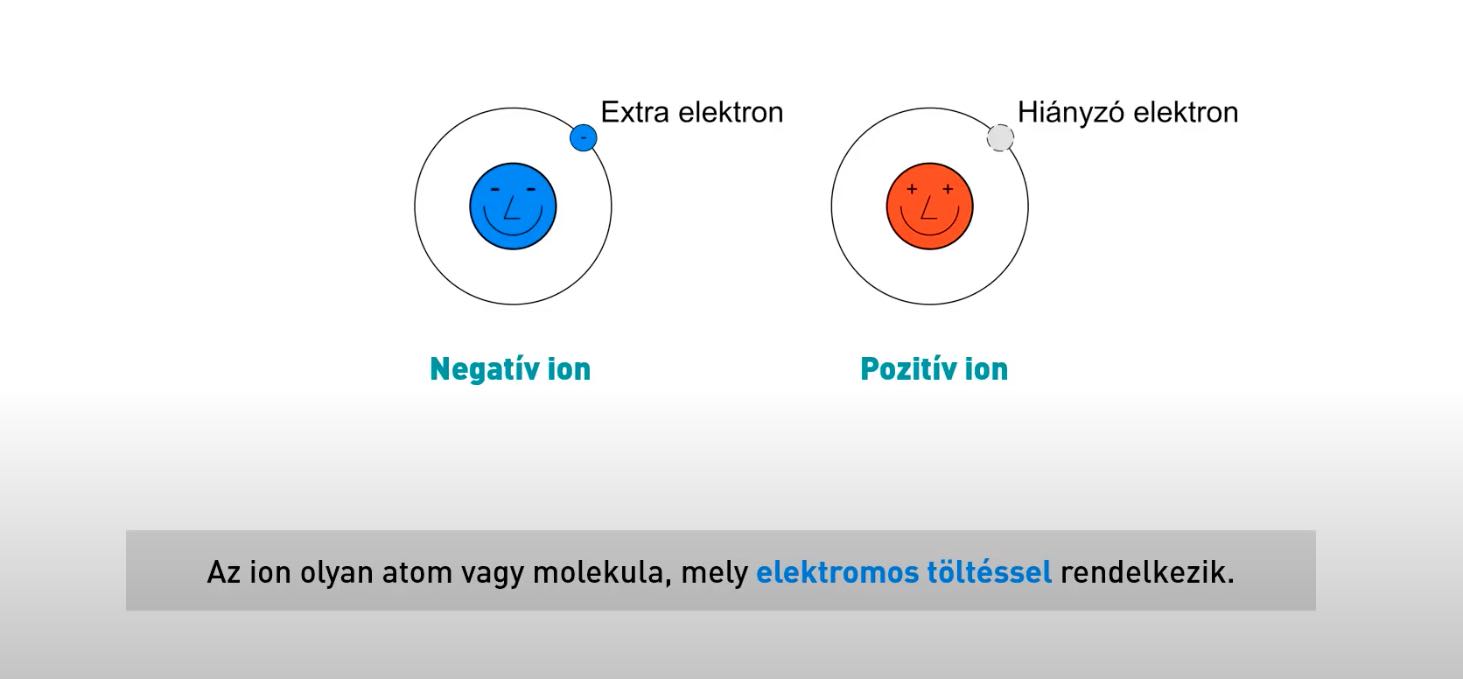 Extra elektron
Hiányzó elektron
Negatív ion
Pozitív ion
Az ion olyan atom vagy molekula, mely elektromos töltéssel rendelkezik.